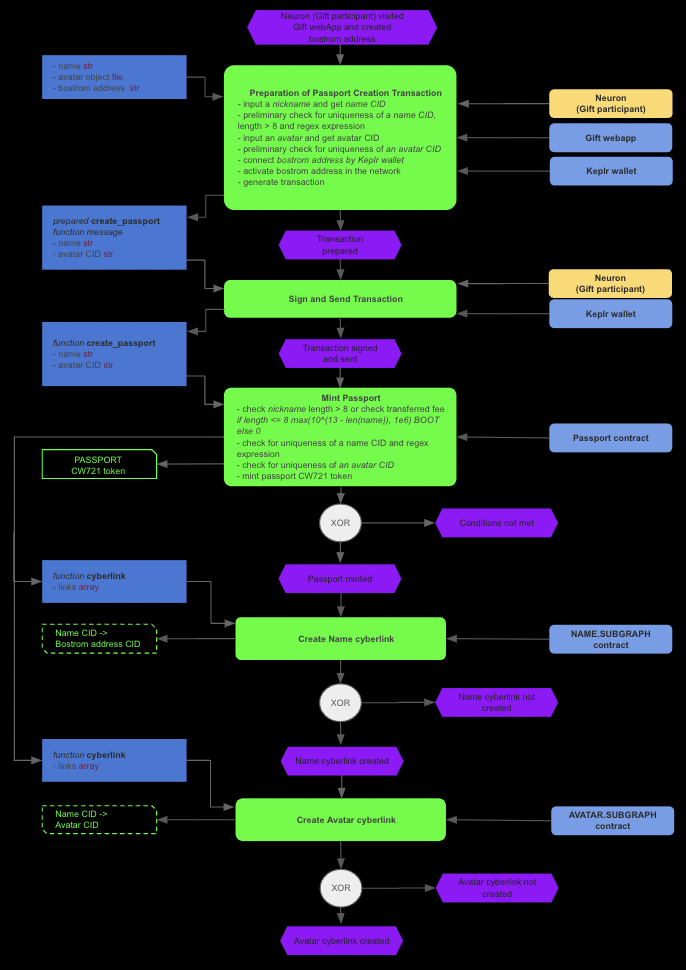 Neuron (Gift participant) visited
Gift webApp and created
bostrom address
- name str
- avatar object file
- bostrom address  str
Preparation of Passport Creation Transaction
- input a nickname and get name CID
- preliminary check for uniqueness of a name CID,
length > 8 and regex expression
- input an avatar and get avatar CID
- preliminary check for uniqueness of an avatar CID
- connect bostrom address by Keplr wallet
- activate bostrom address in the network
- generate transaction
Neuron
(Gift participant)
Gift webapp
Keplr wallet
prepared create_passport
function message
- name str
- avatar CID str
Transaction
prepared
Sign and Send Transaction
Neuron
(Gift participant)
Keplr wallet
function create_passport
- name str
- avatar CID str
Transaction signed
and sent
Mint Passport
- check nickname length > 8 or check transferred fee
if length <= 8 max(10^(13 - len(name)), 1e6) BOOT
else 0
- check for uniqueness of a name CID and regex
expression
- check for uniqueness of an avatar CID
- mint passport CW721 token
Passport contract
PASSPORT
CW721 token
XOR
Conditions not met
Passport minted
function cyberlink
- links array
Name CID ->
Bostrom address CID
Create Name cyberlink
NAME.SUBGRAPH
contract
XOR
Name cyberlink not
created
Name cyberlink created
function cyberlink
- links array
Name CID ->
Avatar CID
Create Avatar cyberlink
AVATAR.SUBGRAPH
contract
XOR
Avatar cyberlink not
created
Avatar cyberlink created